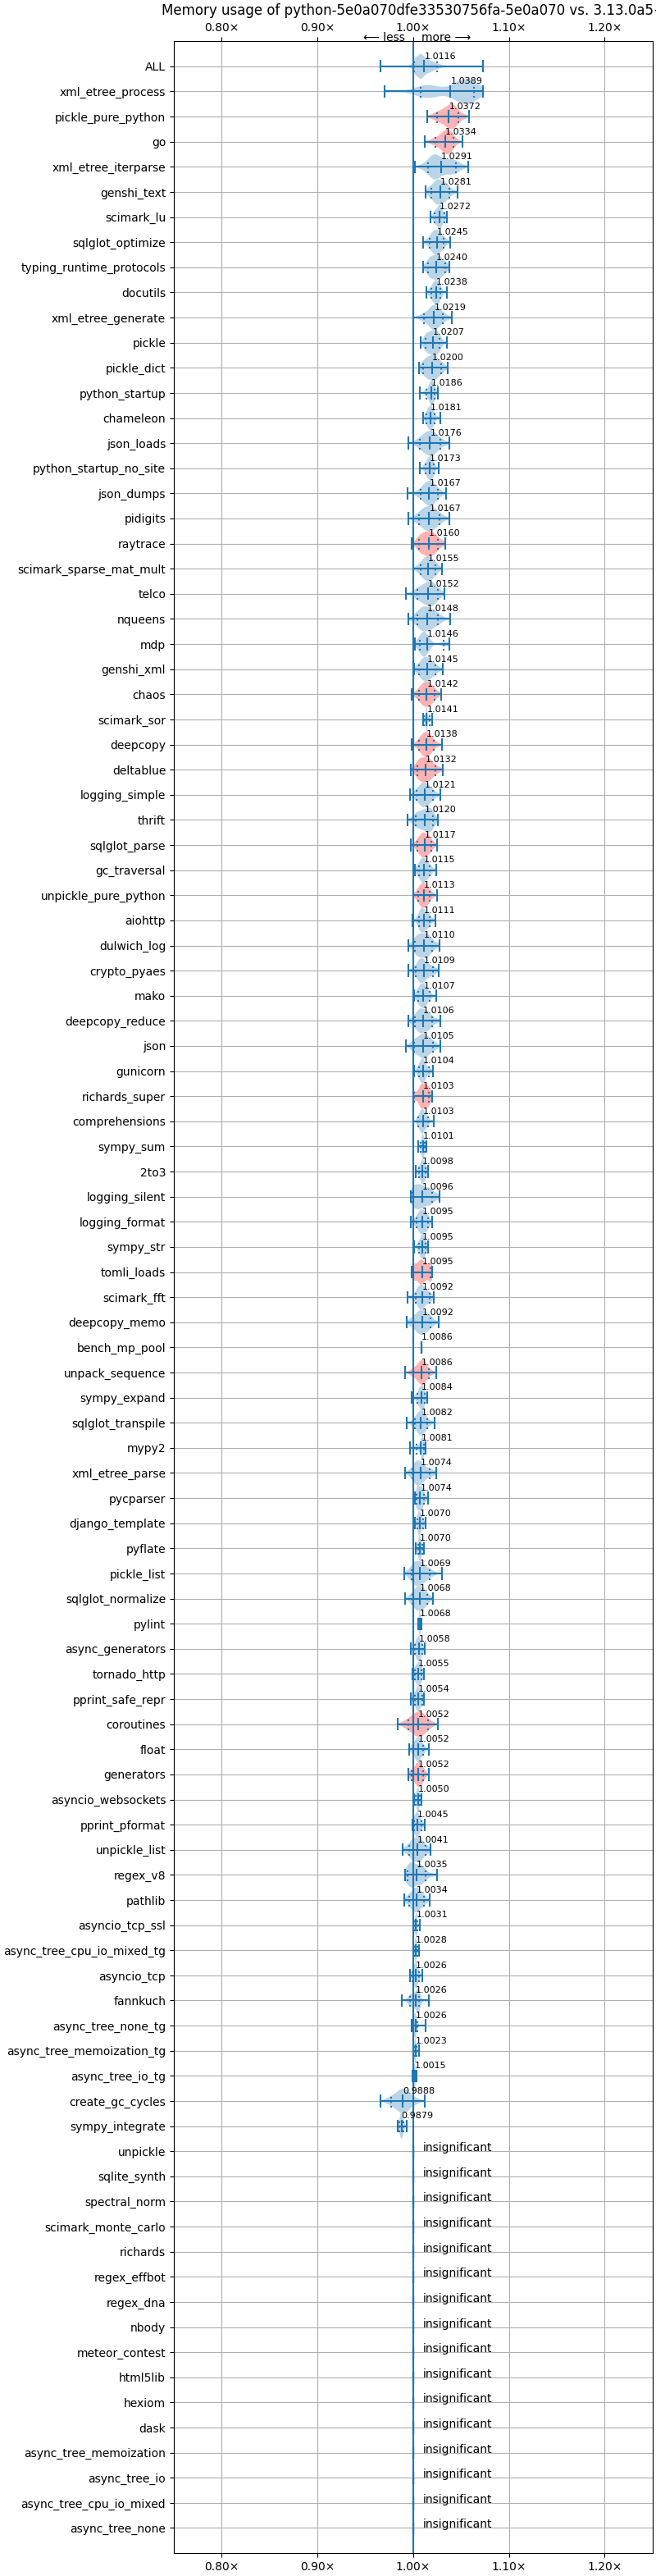 Memory usage of python-5e0a070dfe33530756fa-5e0a070 vs. 3.13.0a5-
0.80× 0.90× 1.00× 1.10× 1.20×
⟵ less more ⟶
ALL 1.0116
xml_etree_process 1.0389
pickle_pure_python 1.0372
go 1.0334
xml_etree_iterparse 1.0291
genshi_text 1.0281
scimark_lu 1.0272
sqlglot_optimize 1.0245
typing_runtime_protocols 1.0240
docutils 1.0238
xml_etree_generate 1.0219
pickle 1.0207
pickle_dict 1.0200
python_startup 1.0186
chameleon 1.0181
json_loads 1.0176
python_startup_no_site 1.0173
json_dumps 1.0167
pidigits 1.0167
raytrace 1.0160
scimark_sparse_mat_mult 1.0155
telco 1.0152
nqueens 1.0148
mdp 1.0146
genshi_xml 1.0145
chaos 1.0142
scimark_sor 1.0141
deepcopy 1.0138
deltablue 1.0132
logging_simple 1.0121
thrift 1.0120
sqlglot_parse 1.0117
gc_traversal 1.0115
unpickle_pure_python 1.0113
aiohttp 1.0111
dulwich_log 1.0110
crypto_pyaes 1.0109
mako 1.0107
deepcopy_reduce 1.0106
json 1.0105
gunicorn 1.0104
richards_super 1.0103
comprehensions 1.0103
sympy_sum 1.0101
2to3 1.0098
logging_silent 1.0096
logging_format 1.0095
sympy_str 1.0095
tomli_loads 1.0095
scimark_fft 1.0092
deepcopy_memo 1.0092
bench_mp_pool 1.0086
unpack_sequence 1.0086
sympy_expand 1.0084
sqlglot_transpile 1.0082
mypy2 1.0081
xml_etree_parse 1.0074
pycparser 1.0074
django_template 1.0070
pyflate 1.0070
pickle_list 1.0069
sqlglot_normalize 1.0068
pylint 1.0068
async_generators 1.0058
tornado_http 1.0055
pprint_safe_repr 1.0054
coroutines 1.0052
float 1.0052
generators 1.0052
asyncio_websockets 1.0050
pprint_pformat 1.0045
unpickle_list 1.0041
regex_v8 1.0035
pathlib 1.0034
asyncio_tcp_ssl 1.0031
async_tree_cpu_io_mixed_tg 1.0028
asyncio_tcp 1.0026
fannkuch 1.0026
async_tree_none_tg 1.0026
async_tree_memoization_tg 1.0023
async_tree_io_tg 1.0015
create_gc_cycles 0.9888
sympy_integrate 0.9879
unpickle insignificant
sqlite_synth insignificant
spectral_norm insignificant
scimark_monte_carlo insignificant
richards insignificant
regex_effbot insignificant
regex_dna insignificant
nbody insignificant
meteor_contest insignificant
html5lib insignificant
hexiom insignificant
dask insignificant
async_tree_memoization insignificant
async_tree_io insignificant
async_tree_cpu_io_mixed insignificant
async_tree_none insignificant
0.80× 0.90× 1.00× 1.10× 1.20×